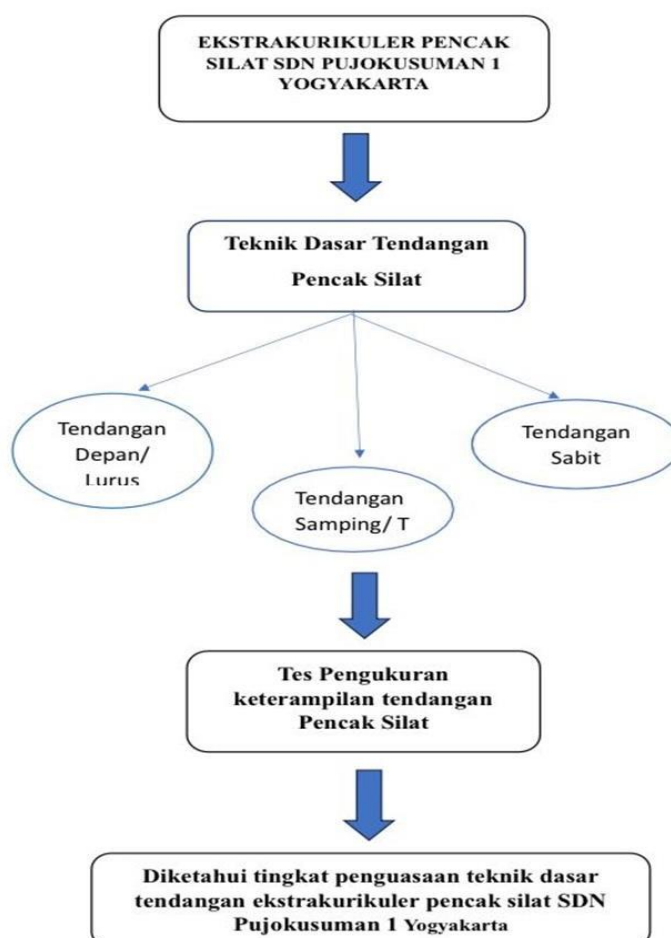 EKSTRAKURIKULER PENCAK
SILAT SDN PUJOKUSUMAN 1
YOGYAKARTA
Teknik Dasar Tendangan
Pencak Silat
Tendangan
Depan/
Lurus
Tendangan
Samping/ T
Tendangan
Sabit
Tes Pengukuran
keterampilan tendangan
Pencak Silat
Diketahui tingkat penguasaan teknik dasar
tendangan ekstrakurikuler pencak silat SDN
Pujokusuman 1 Yogyakarta